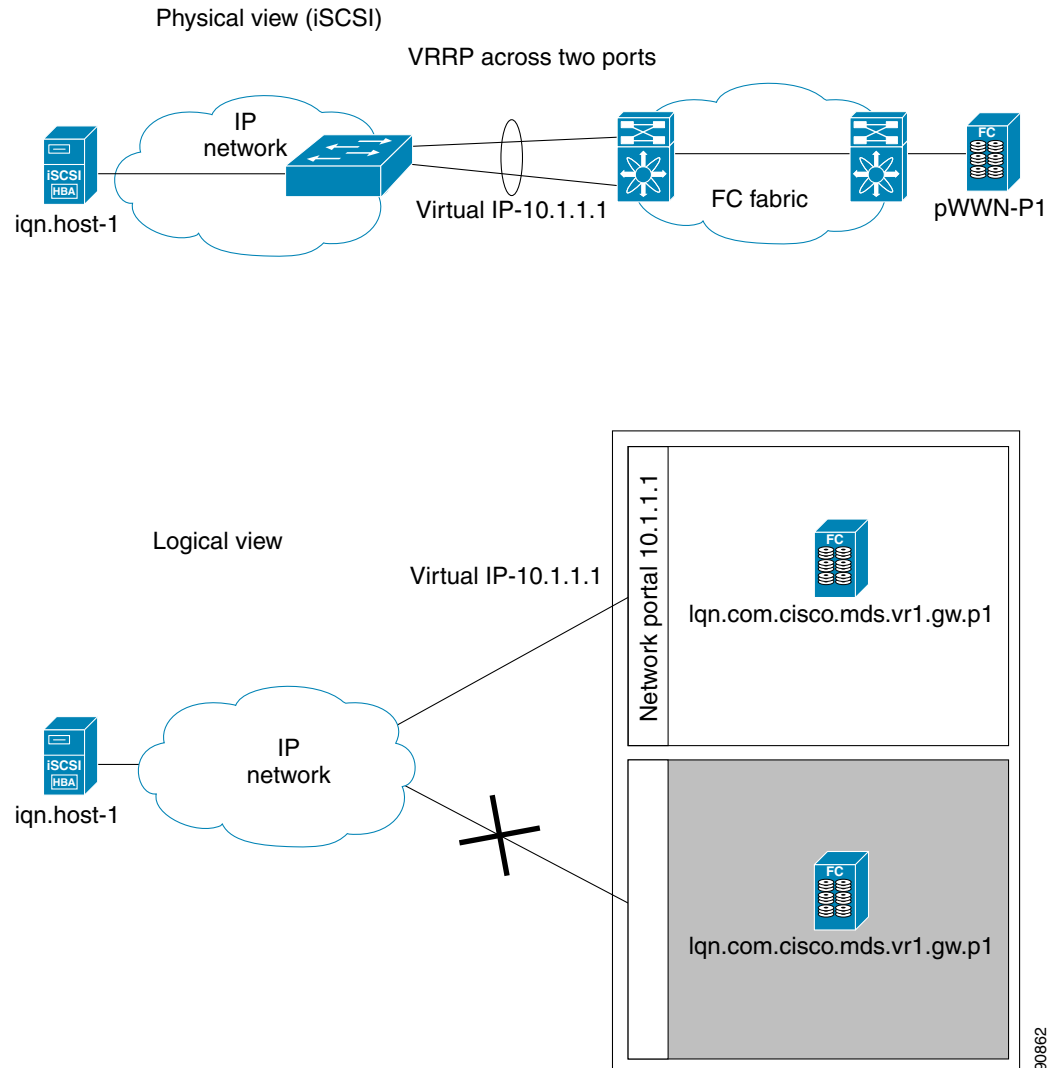 Physical view (iSCSI)
VRRP across two ports
IP
network
iSCSI
HBA
iqn.host-1
Virtual IP-10.1.1.1
FC fabric
FC
pWWN-P1
Logical view
Virtual IP-10.1.1.1
Network portal 10.1.1.1
FC
lqn.com.cisco.mds.vr1.gw.p1
IP
network
iSCSI
HBA
iqn.host-1
FC
lqn.com.cisco.mds.vr1.gw.p1
90862